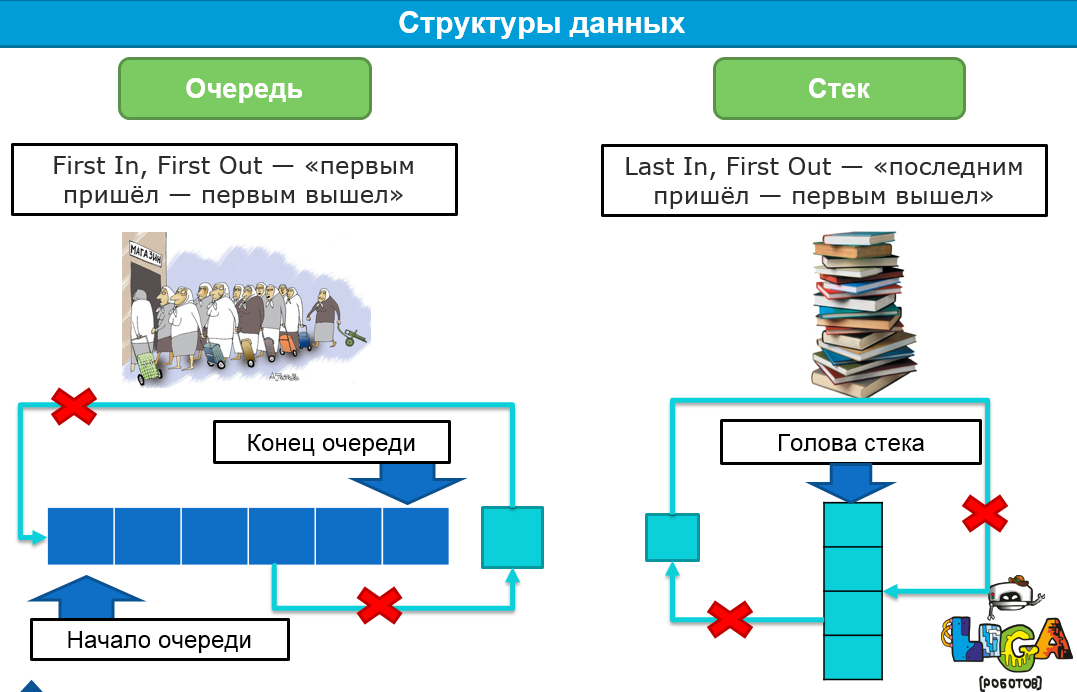 Структуры данных
Очередь
First In, First Out — «первым
пришёл — первым вышел»
МАГАЗИН
Конец очереди
Начало очереди
Стек
Last In, First Out — «последним
пришёл — первым вышел»
Голова стека
LIGA
[РОБОТОВ]